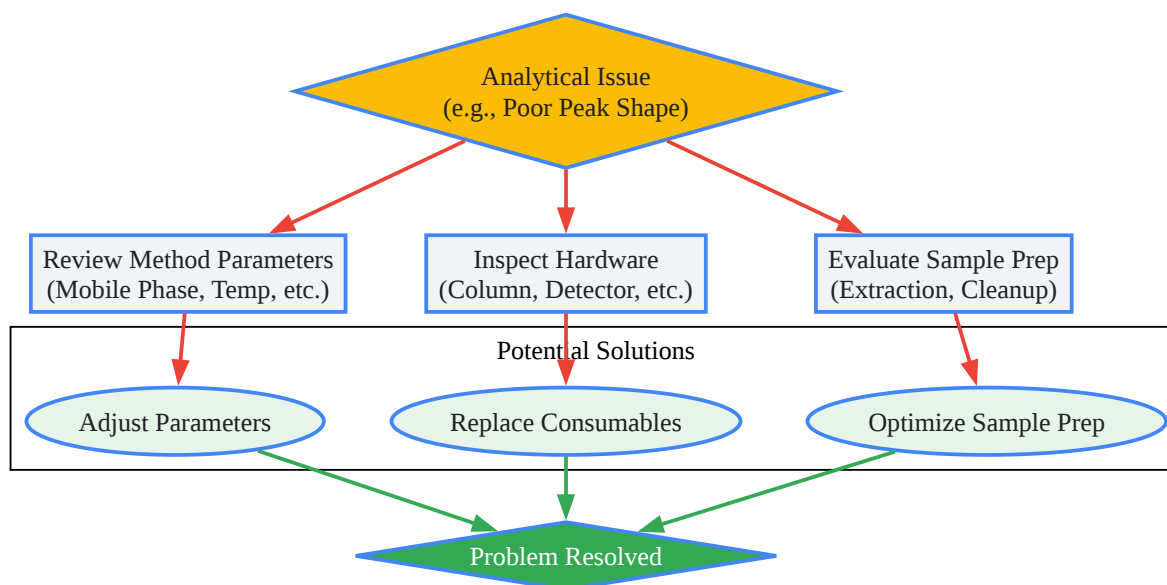 Analytical Issue
(e.g., Poor Peak Shape)
Review Method Parameters
(Mobile Phase, Temp, etc.)
Inspect Hardware
(Column, Detector, etc.)
Evaluate Sample Prep
(Extraction, Cleanup)
Potential Solutions
Adjust Parameters
Replace Consumables
Optimize Sample Prep
Problem Resolved